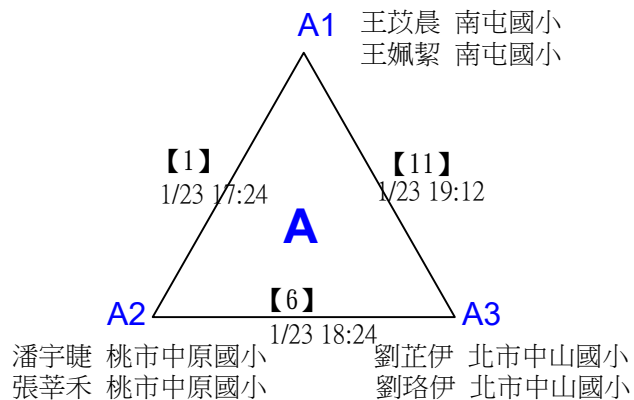 A1
王苡晨 南屯國小
王姵絜 南屯國小
【1】
1/23 17:24
【11】
1/23 19:12
A
【6】
1/23 18:24
A2
潘宇睫 桃市中原國小
張莘禾 桃市中原國小
A3
劉芷伊 北市中山國小
劉珞伊 北市中山國小